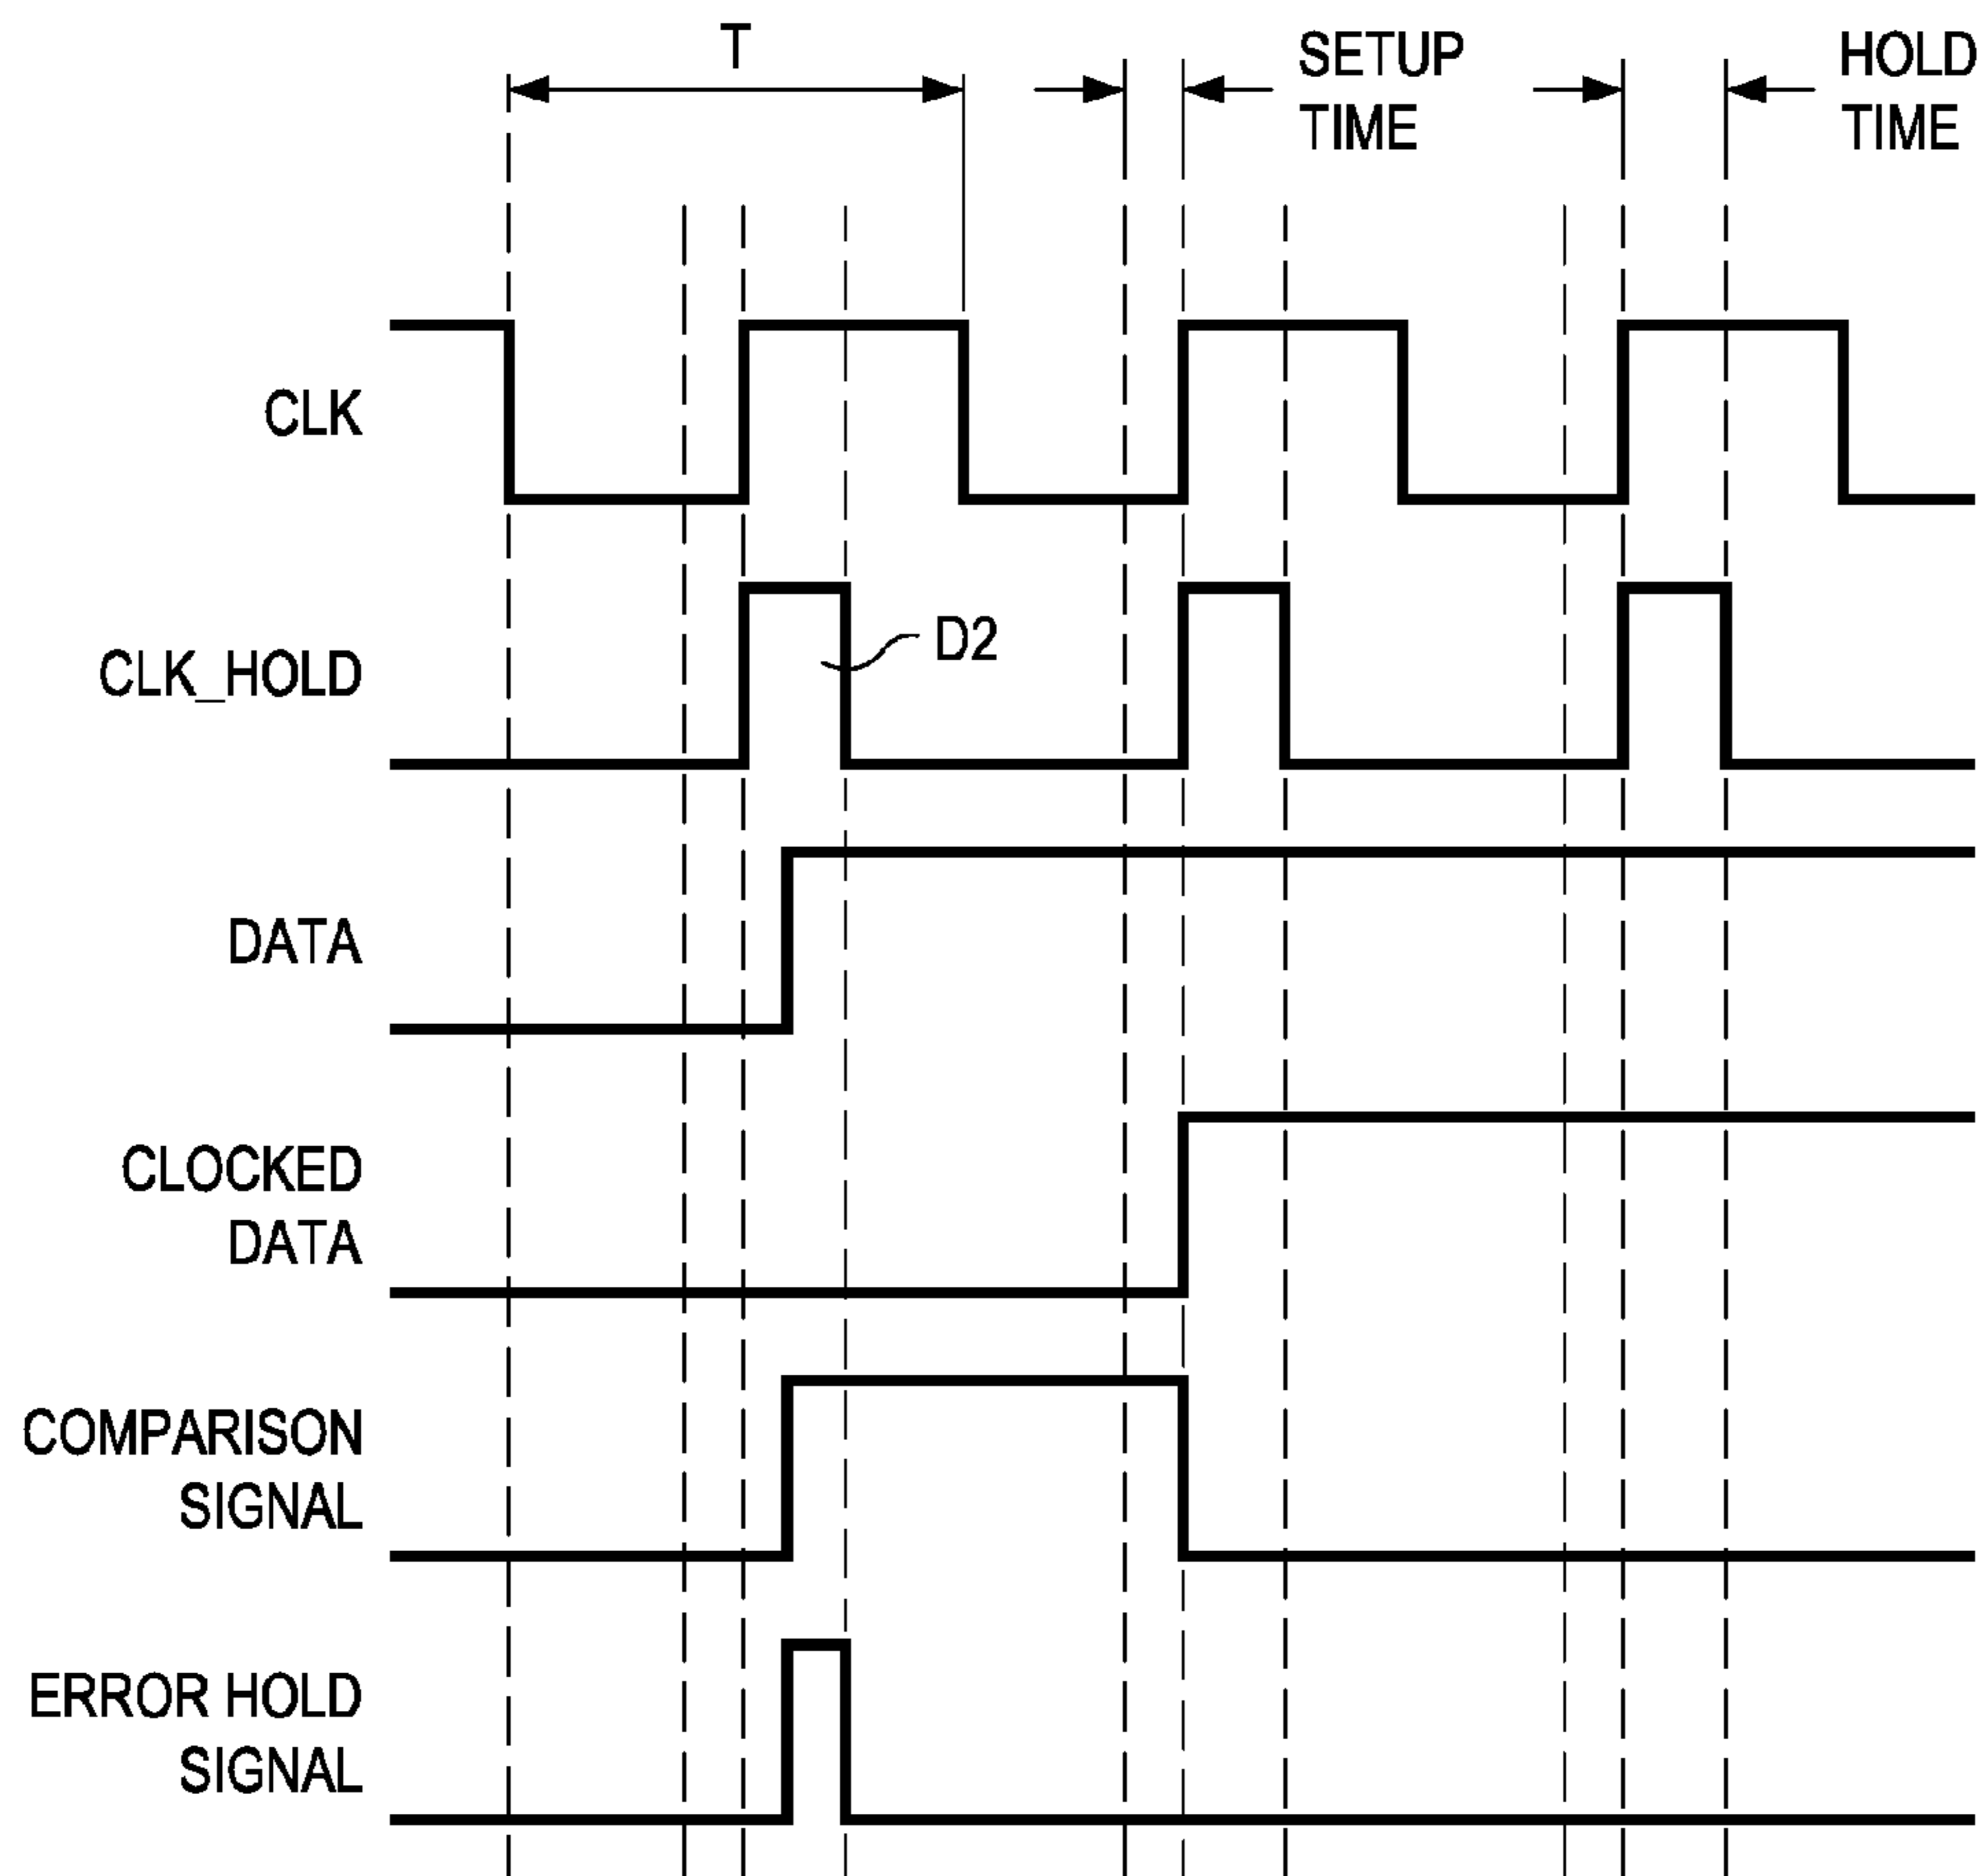 T
SETUP
TIME
HOLD
TIME
CLK
CLK_HOLD
D2
DATA
CLOCKED
DATA
COMPARISON
SIGNAL
ERROR HOLD
SIGNAL